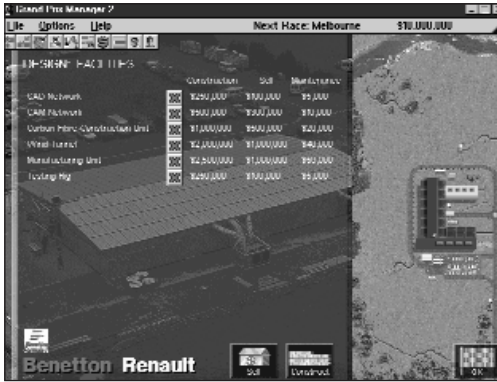 Grand Prix Manager 2
File Options Help Next Race: Melbourne $10,000,000
DESIGN: FACILITIES
Construction Sell Maintenance
CAD Network $250,000 $100,000 $5,000
CAM Network $500,000 $300,000 $10,000
Carbon Fibre Construction Unit $1,000,000 $500,000 $20,000
Wind Tunnel $2,000,000 $1,000,000 $40,000
Manufacturing Unit $2,500,000 $1,000,000 $50,000
Testing Rig $250,000 $100,000 $5,000
Benetton Renault
Sell Construct OK